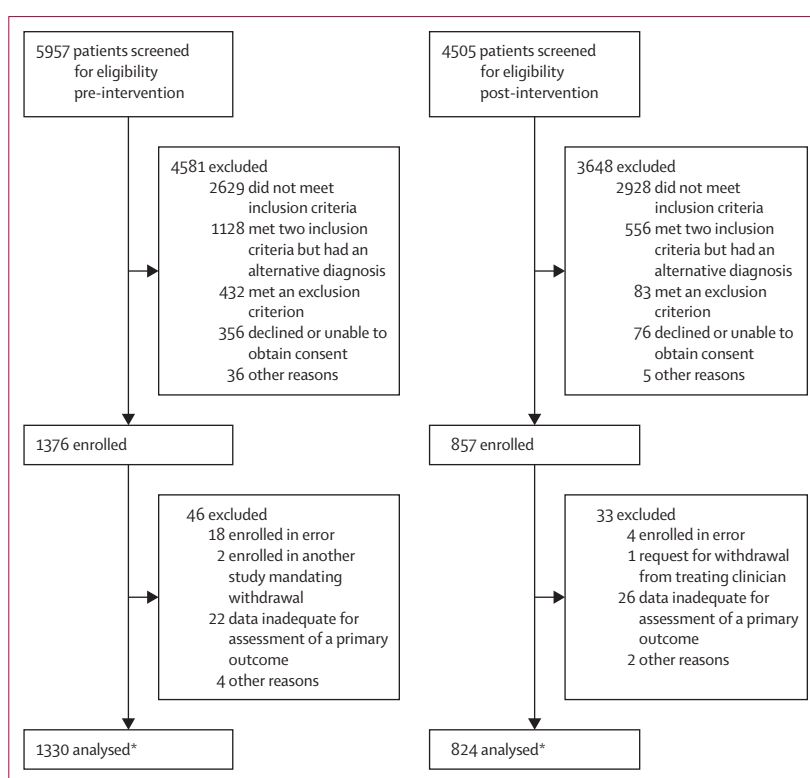 5957 patients screened
for eligibility
pre-intervention
4581 excluded
2629 did not meet
inclusion criteria
1128 met two inclusion
criteria but had an
alternative diagnosis
432 met an exclusion
criterion
356 declined or unable to
obtain consent
36 other reasons
1376 enrolled
46 excluded
18 enrolled in error
2 enrolled in another
study mandating
withdrawal
22 data inadequate for
assessment of a primary
outcome
4 other reasons
1330 analysed*
4505 patients screened
for eligibility
post-intervention
3648 excluded
2928 did not meet
inclusion criteria
556 met two inclusion
criteria but had an
alternative diagnosis
83 met an exclusion
criterion
76 declined or unable to
obtain consent
5 other reasons
857 enrolled
33 excluded
4 enrolled in error
1 request for withdrawal
from treating clinician
26 data inadequate for
assessment of a primary
outcome
2 other reasons
824 analysed*